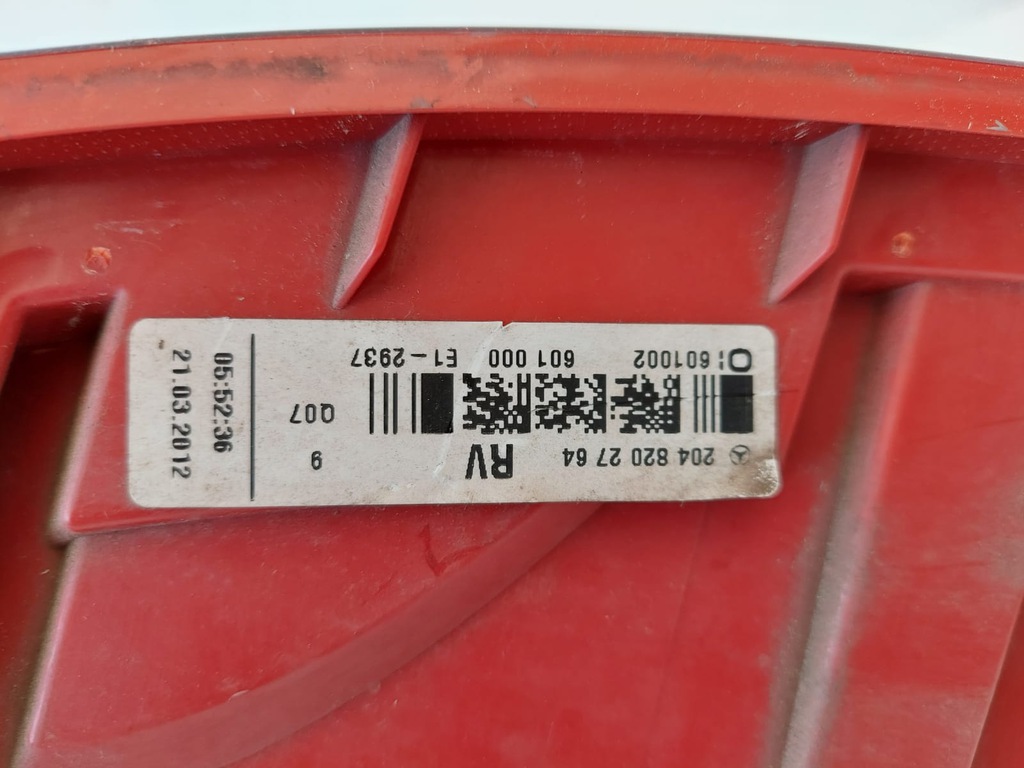 204 820 27 64 RV 9
Q07
601002 601 000 E1-2937
05:52:36
21.03.2012